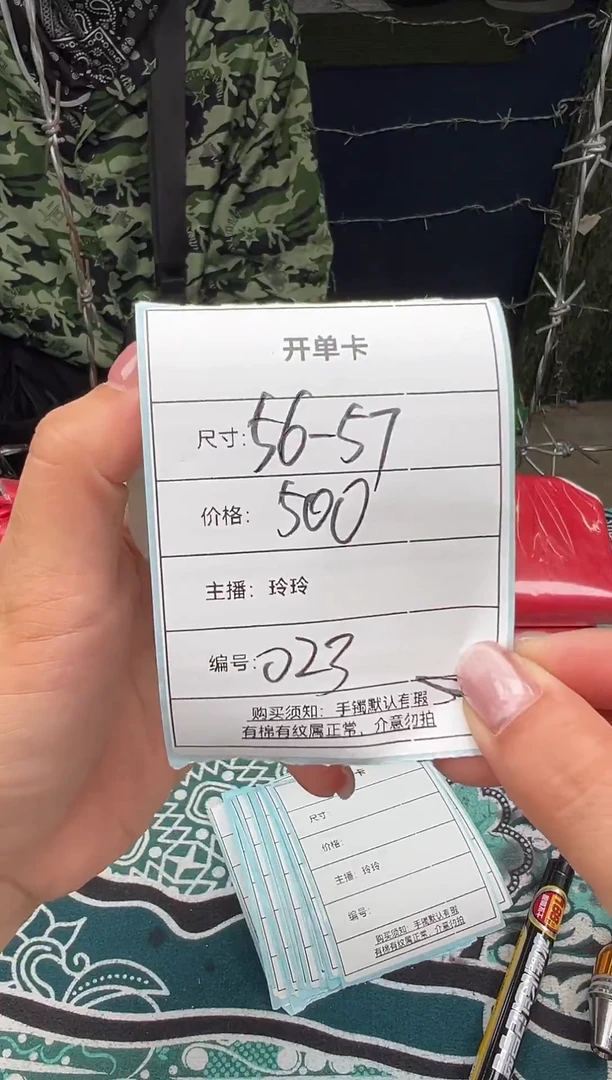 开单卡
尺寸:56-57
价格: 500
主播: 玲玲
编号:023
购买须知: 手镯默认有瑕
有棉有纹属正常, 介意勿拍
卡
尺寸:
价格:
主播: 玲玲
编号:
购买须知: 手镯默认有瑕
有棉有纹属正常, 介意勿拍